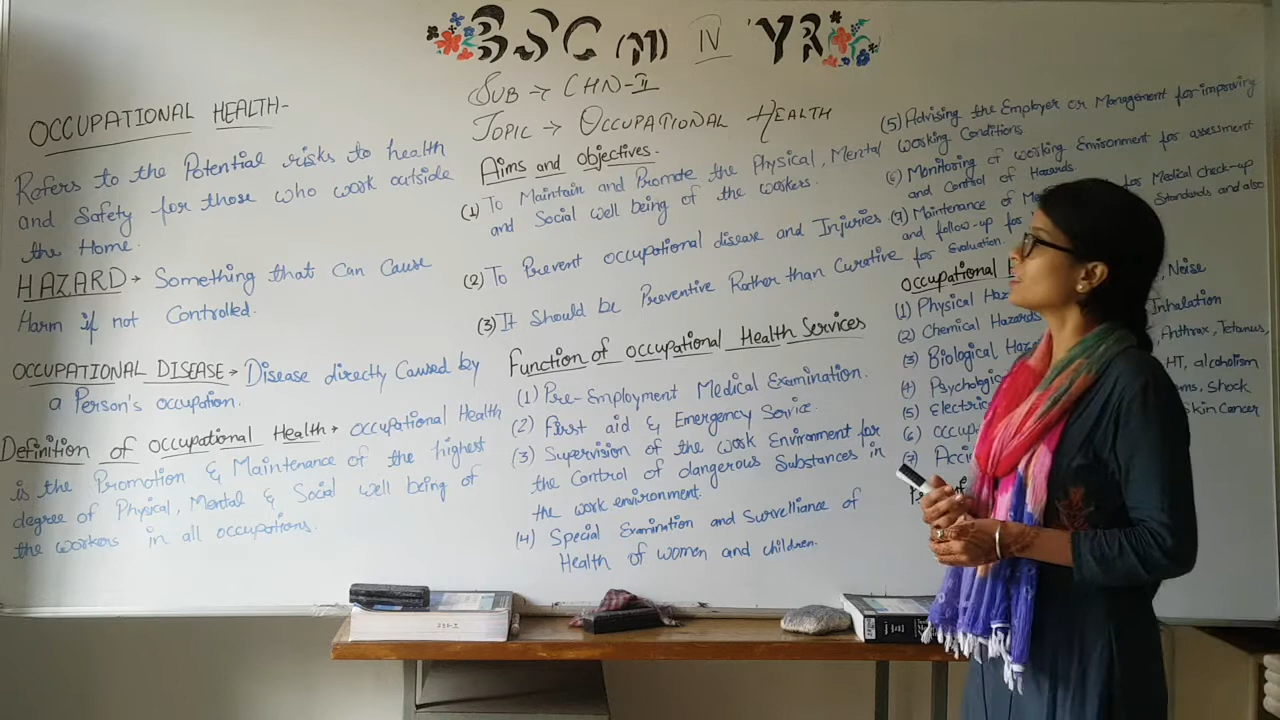 BSC (N) IV YR
SUB → CHN-II
TOPIC → OCCUPATIONAL HEALTH
OCCUPATIONAL HEALTH-
Refers to the Potential risks to health
and Safety for those who work outside
the Home.
HAZARD → Something that can cause
Harm if not Controlled.
OCCUPATIONAL DISEASE → Disease directly Caused by
a Person's occupation.
Definition of occupational Health → occupational Health
is the Promotion & Maintenance of the highest
degree of Physical, Mental & Social well being of
the workers in all occupations.
Aims and objectives.
(1) To Maintain and Promote the Physical, Mental
and Social well being of the workers.
(2) To Prevent occupational disease and Injuries.
(3) It Should be Preventive Rather than Curative
Function of occupational Health Services
(1) Pre-Employment Medical Examination.
(2) First aid & Emergency Service.
(3) Supervision of the work Environment for
the Control of dangerous Substances in
the work environment.
(4) Special Examination and Survelliance of
Health of women and children.
(5) Advising the Employer or Management for improving
Working Conditions
(6) Monitoring of working Environment for assessment
and Control of Hazards
(7) Maintenance of for Medical check-up
and follow-up for Standards and also
for Evaluation.
occupational
(1) Physical Noise
(2) Chemical Hazards Inhalation
(3) Biological Anthrax, Tetanus,
(4) HT, alcoholism
(5) Shock
(6) Skin Cancer
(7)